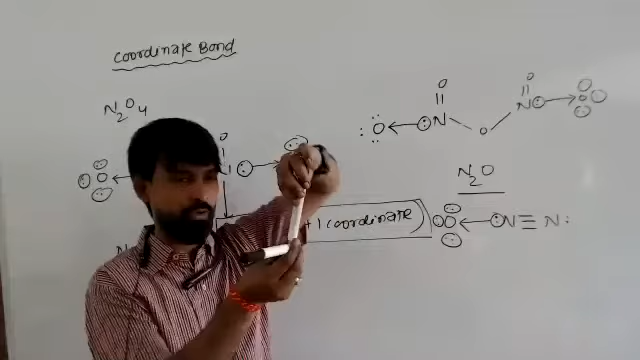 Coordinate Bond
N2O4
O
O
O ← N
N → O
O
N2O
+1 (coordinate)
O ← N ≡ N :
N